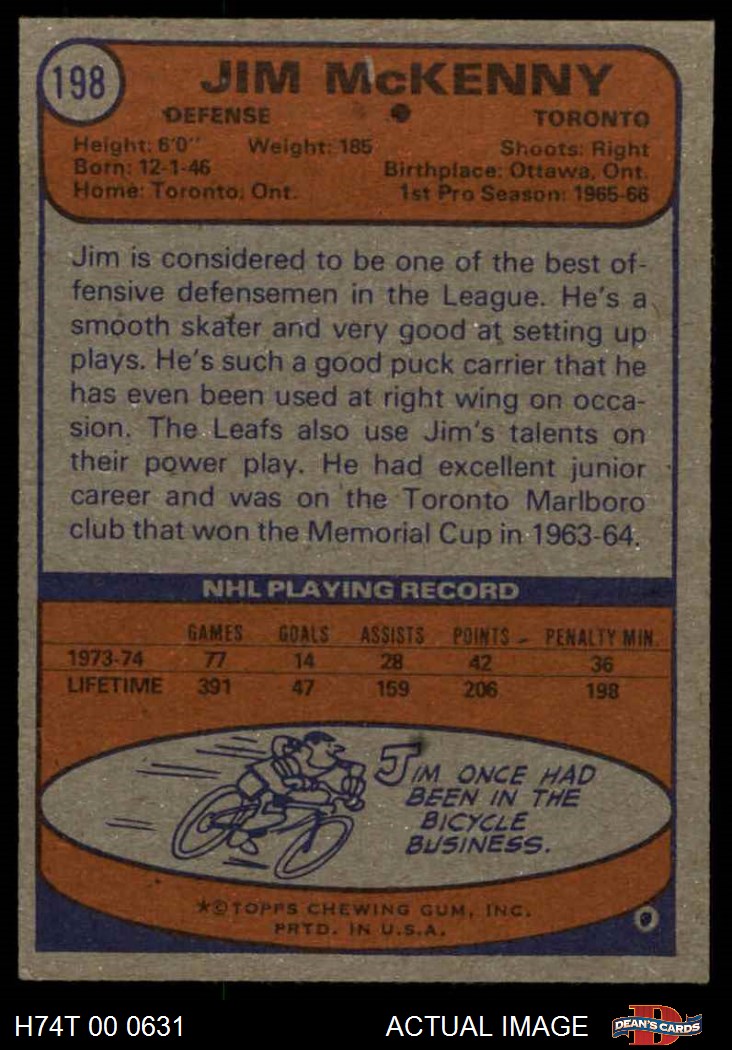 198
JIM McKENNY
DEFENSE TORONTO
Height: 6'0" Weight: 185 Shoots: Right
Born: 12-1-46 Birthplace: Ottawa, Ont.
Home: Toronto, Ont. 1st Pro Season: 1965-66
Jim is considered to be one of the best of-
fensive defensemen in the League. He's a
smooth skater and very good at setting up
plays. He's such a good puck carrier that he
has even been used at right wing on occa-
sion. The Leafs also use Jim's talents on
their power play. He had excellent junior
career and was on the Toronto Marlboro
club that won the Memorial Cup in 1963-64.
NHL PLAYING RECORD
GAMES GOALS ASSISTS POINTS PENALTY MIN.
1973-74 77 14 28 42 36
LIFETIME 391 47 159 206 198
JIM ONCE HAD
BEEN IN THE
BICYCLE
BUSINESS.
*©TOPPS CHEWING GUM, INC.
PRTD. IN U.S.A.
H74T 00 0631 ACTUAL IMAGE
D
DEAN'S CARDS